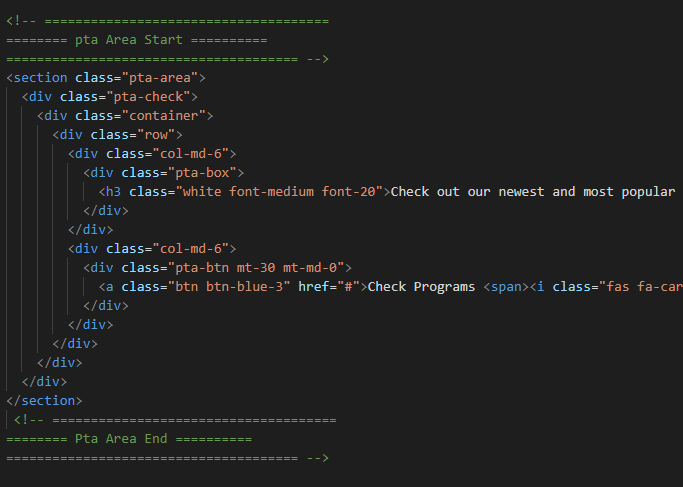 <!-- =====================================
======== pta Area Start ==========
====================================== -->
<section class="pta-area">
<div class="pta-check">
<div class="container">
<div class="row">
<div class="col-md-6">
<div class="pta-box">
<h3 class="white font-medium font-20">Check out our newest and most popular
</div>
</div>
<div class="col-md-6">
<div class="pta-btn mt-30 mt-md-0">
<a class="btn btn-blue-3" href="#">Check Programs <span><i class="fas fa-car
</div>
</div>
</div>
</div>
</div>
</section>
<!-- =====================================
======== Pta Area End ==========
====================================== -->